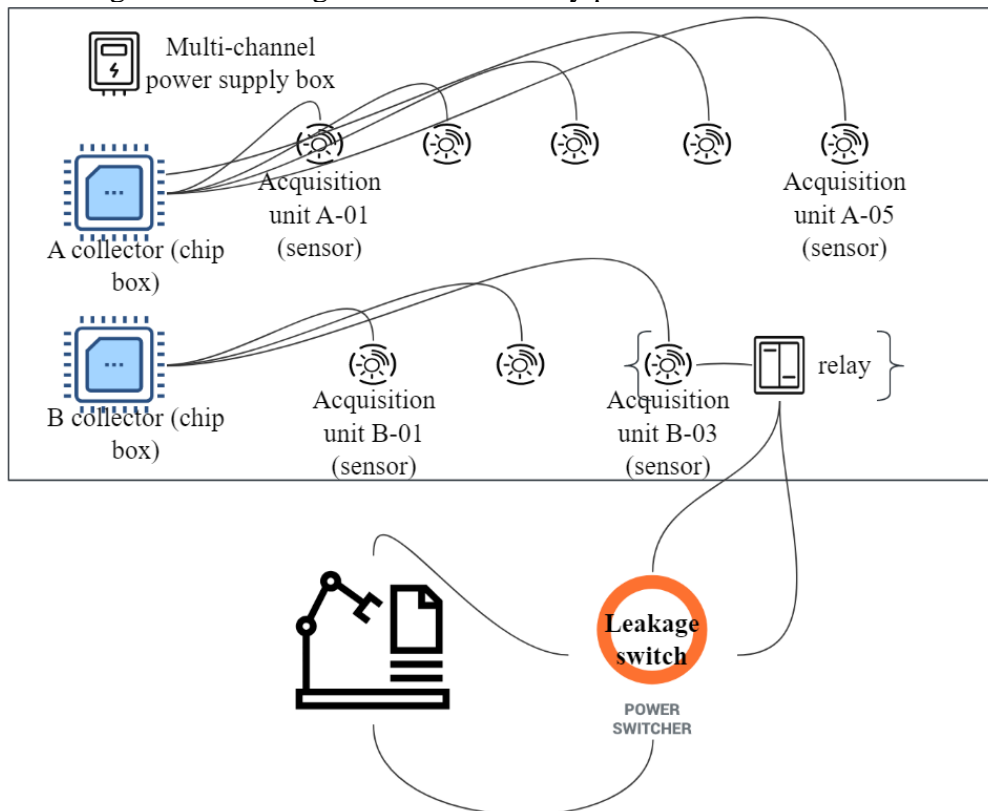 Multi-channel
power supply box
Acquisition
unit A-01
(sensor)
Acquisition
unit A-05
(sensor)
A collector (chip
box)
relay
Acquisition
unit B-01
(sensor)
Acquisition
unit B-03
(sensor)
B collector (chip
box)
Leakage
switch
POWER
SWITCHER